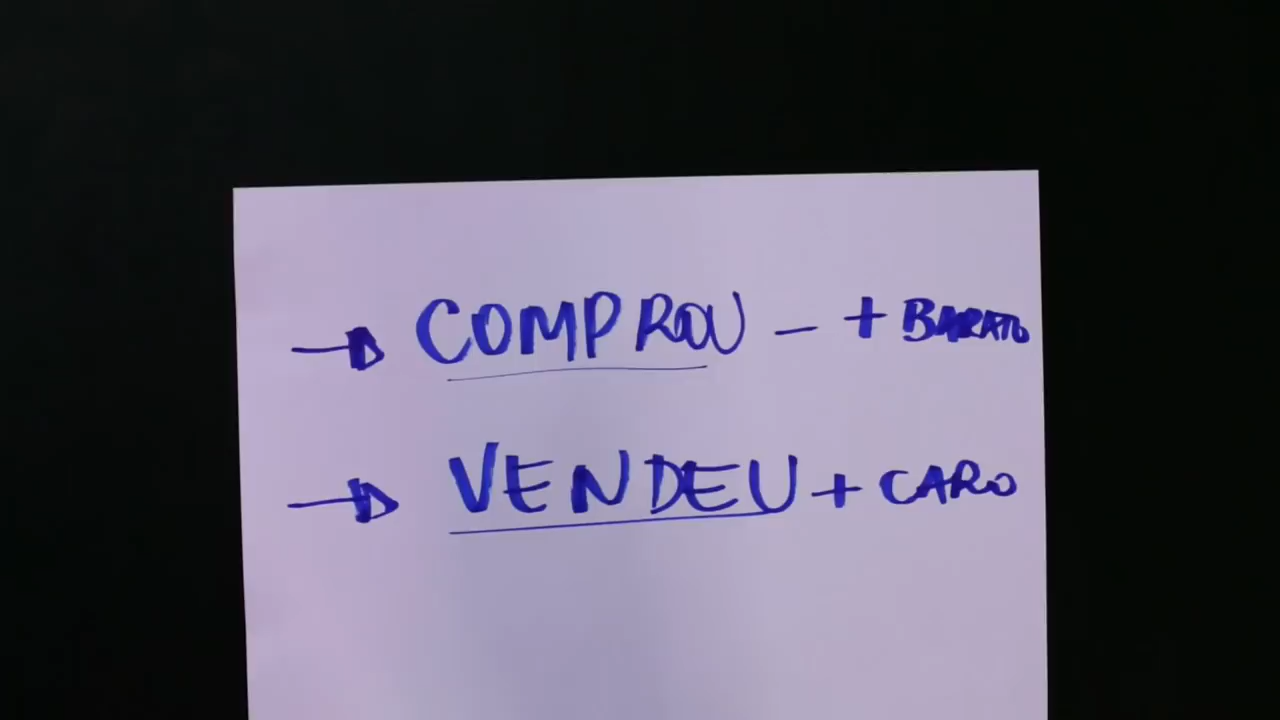 → COMPROU - + BARATO
→ VENDEU + CARO